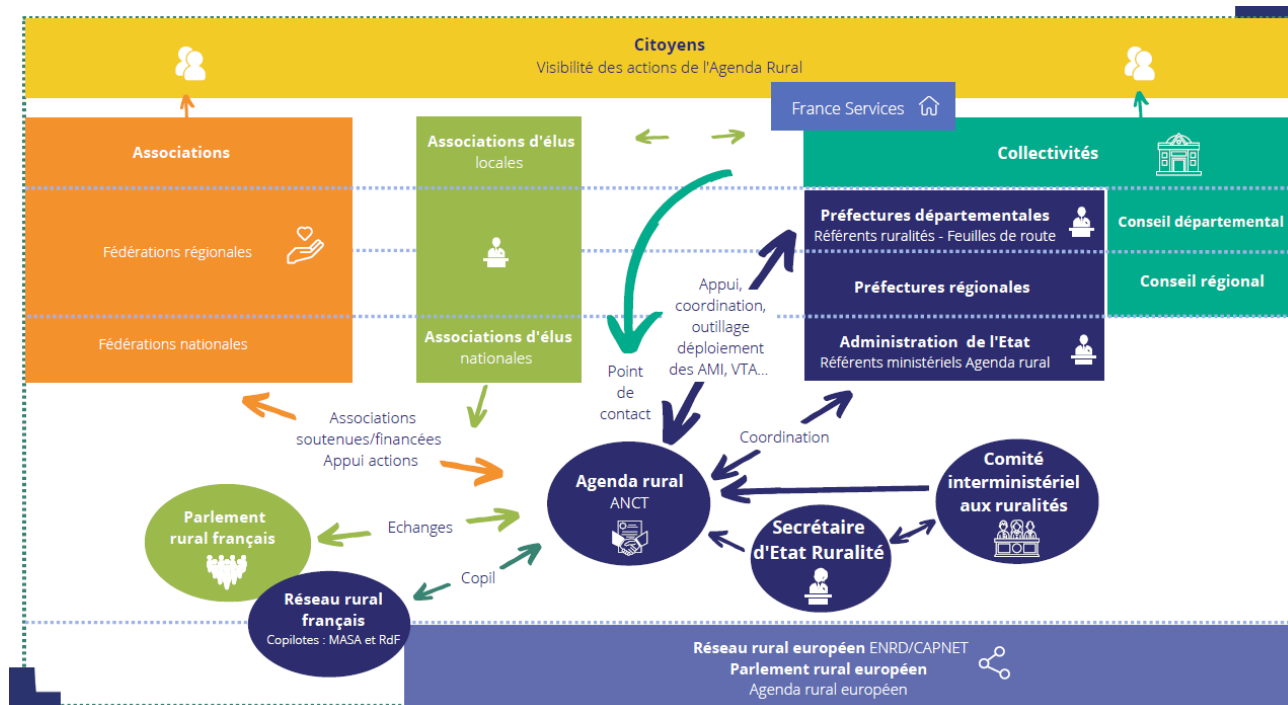 Citoyens
Visibilité des actions de l'Agenda Rural
France Services
Associations
Fédérations régionales
Fédérations nationales
Associations d'élus
locales
Associations d'élus
nationales
Collectivités
Préfectures départementales
Référents ruralités - Feuilles de route
Conseil départemental
Préfectures régionales
Conseil régional
Administration de l'Etat
Référents ministériels Agenda rural
Appui,
coordination,
outillage
déploiement
des AMI, VTA...
Point
de
contact
Associations
soutenues/financées
Appui actions
Coordination
Agenda rural
ANCT
Comité
interministériel
aux ruralités
Secrétaire
d'Etat Ruralité
Parlement
rural français
Echanges
Copil
Réseau rural
français
Copilotes : MASA et RdF
Réseau rural européen ENRD/CAPNET
Parlement rural européen
Agenda rural européen